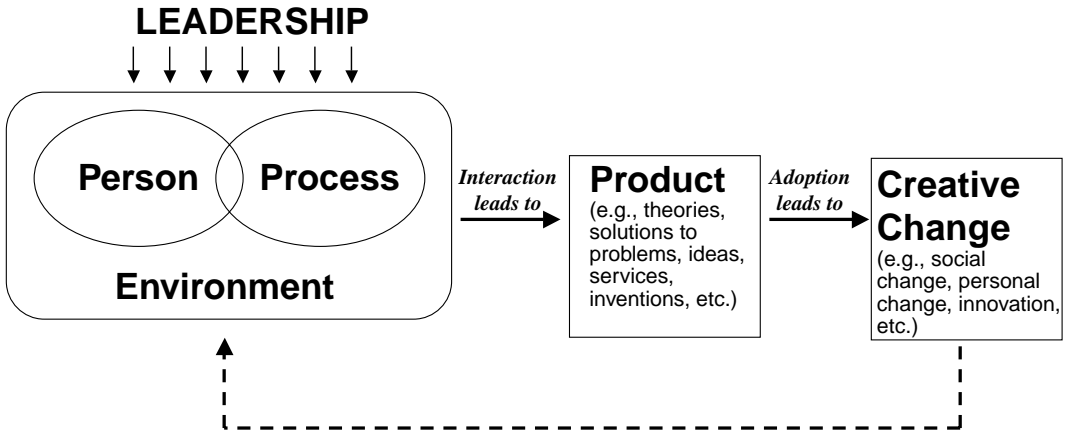 LEADERSHIP
Person
Process
Environment
Interaction
leads to
Product
(e.g., theories,
solutions to
problems, ideas,
services,
inventions, etc.)
Adoption
leads to
Creative
Change
(e.g., social
change, personal
change, innovation,
etc.)